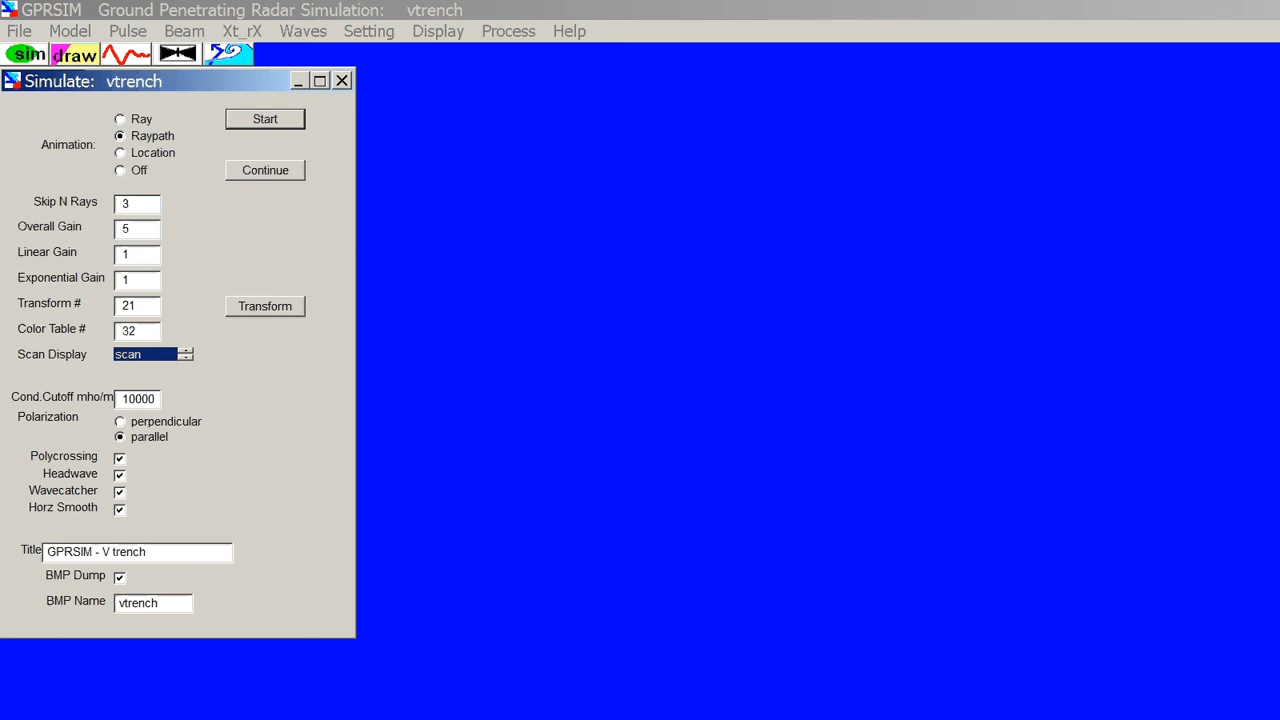 GPRSIM Ground Penetrating Radar Simulation: vtrench
File Model Pulse Beam Xt_rX Waves Setting Display Process Help
sim draw
Simulate: vtrench
Animation:
Ray
Raypath
Location
Off
Start
Continue
Skip N Rays 3
Overall Gain 5
Linear Gain 1
Exponential Gain 1
Transform # 21 Transform
Color Table # 32
Scan Display scan
Cond.Cutoff mho/m 10000
Polarization perpendicular
parallel
Polycrossing
Headwave
Wavecatcher
Horz Smooth
Title GPRSIM - V trench
BMP Dump
BMP Name vtrench